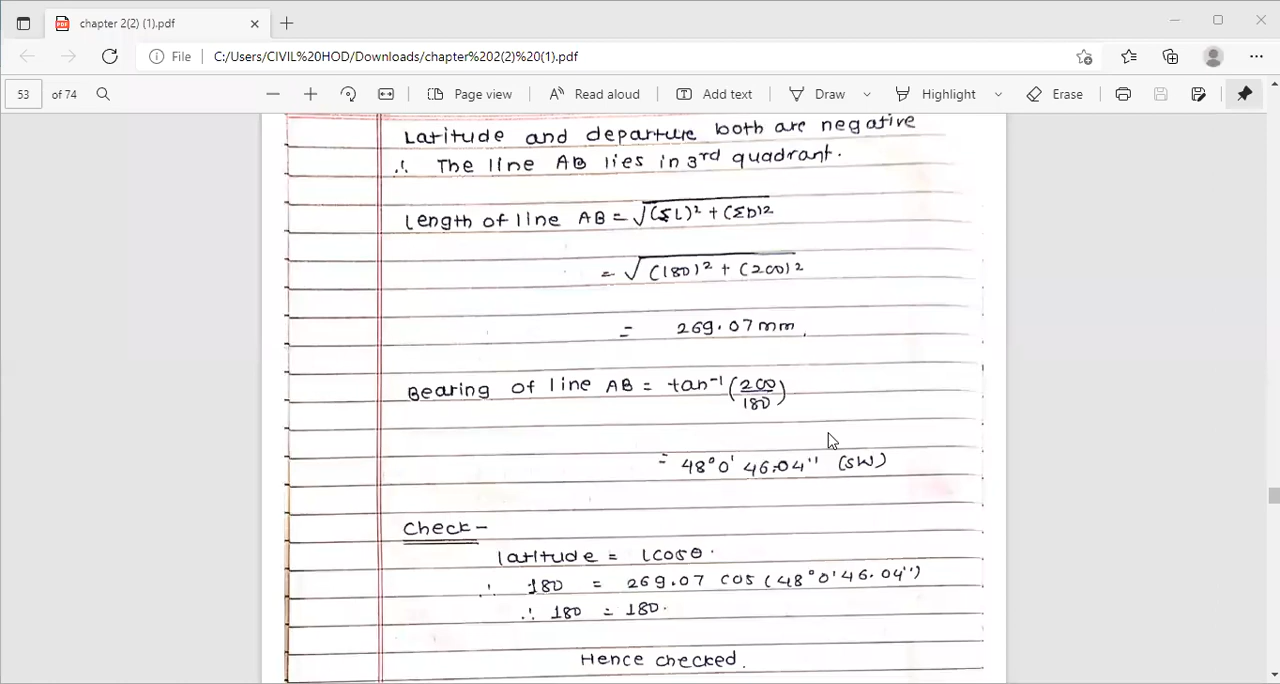 chapter 2(2) (1).pdf
File C:/Users/CIVIL%20HOD/Downloads/chapter%202(2)%20(1).pdf
53 of 74 Page view Read aloud Add text Draw Highlight Erase
Latitude and departure both are negative
∴ The line AB lies in 3rd quadrant.
Length of line AB = √(ΣL)² + (ΣD)²
= √(180)² + (200)²
= 269.07 mm.
Bearing of line AB = tan⁻¹(200/180)
= 48°0'46.04" (SW)
Check -
latitude = lcosθ.
∴ 180 = 269.07 cos (48°0'46.04")
∴ 180 = 180.
Hence checked.